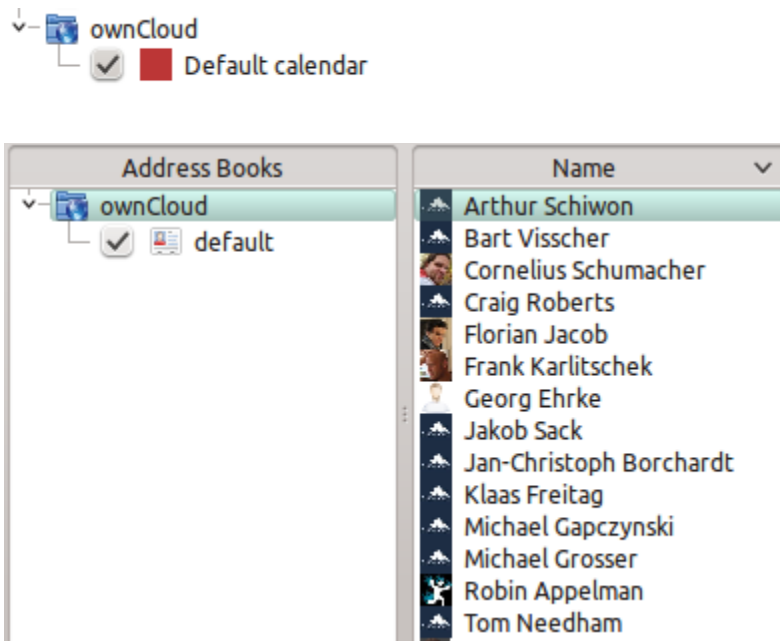 ownCloud
Default calendar
Address Books
Name
ownCloud
default
Arthur Schiwon
Bart Visscher
Cornelius Schumacher
Craig Roberts
Florian Jacob
Frank Karlitschek
Georg Ehrke
Jakob Sack
Jan-Christoph Borchardt
Klaas Freitag
Michael Gapczynski
Michael Grosser
Robin Appelman
Tom Needham